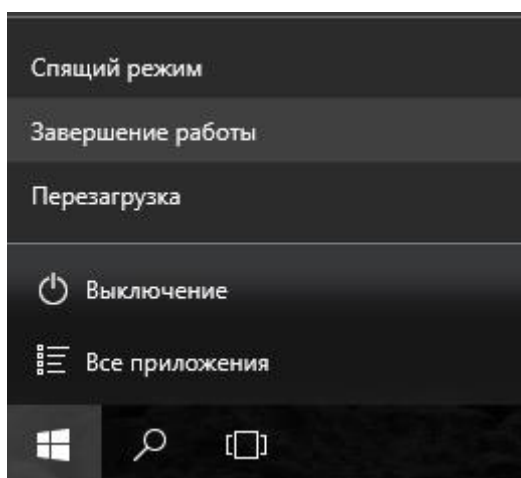 Спящий режим
Завершение работы
Перезагрузка
Выключение
Все приложения